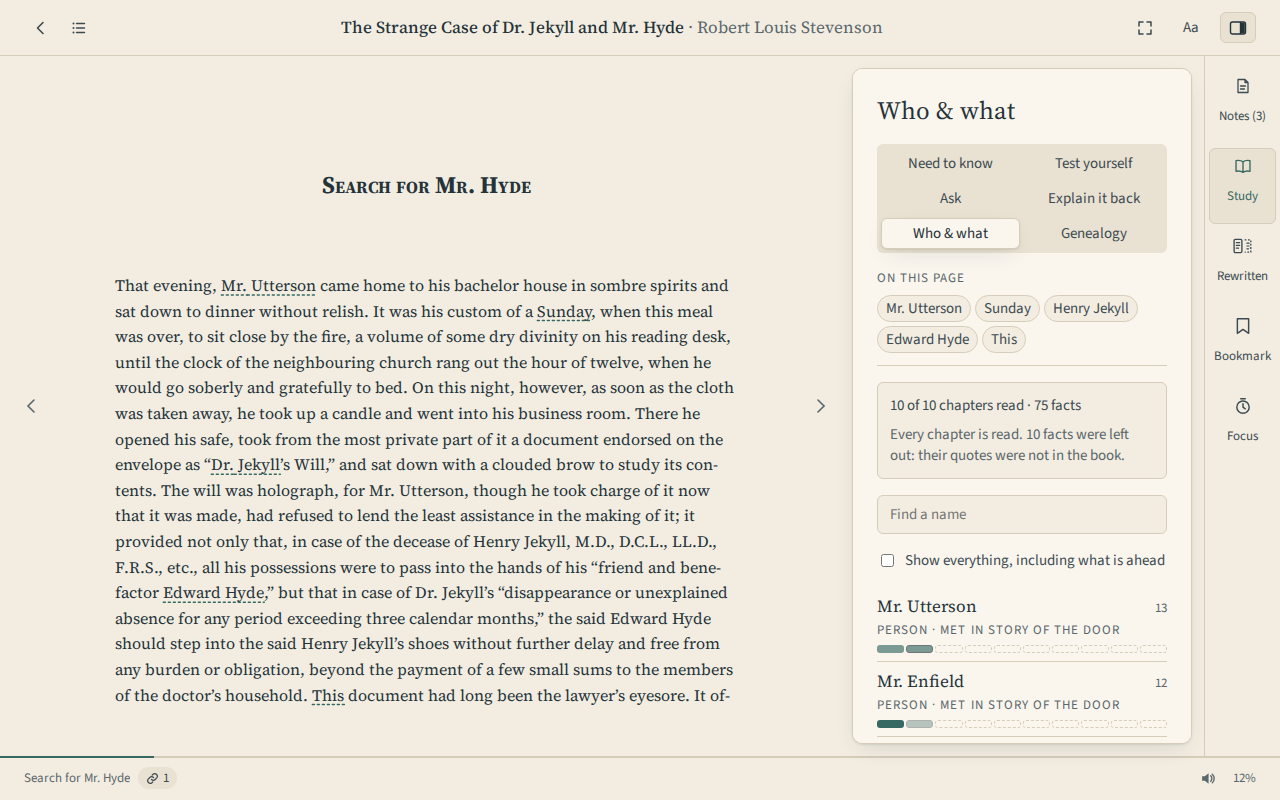 The Strange Case of Dr. Jekyll and Mr. Hyde · Robert Louis Stevenson
Aa
Search for Mr. Hyde
That evening, Mr. Utterson came home to his bachelor house in sombre spirits and
sat down to dinner without relish. It was his custom of a Sunday, when this meal
was over, to sit close by the fire, a volume of some dry divinity on his reading desk,
until the clock of the neighbouring church rang out the hour of twelve, when he
would go soberly and gratefully to bed. On this night, however, as soon as the cloth
was taken away, he took up a candle and went into his business room. There he
opened his safe, took from the most private part of it a document endorsed on the
envelope as “Dr. Jekyll’s Will,” and sat down with a clouded brow to study its con-
tents. The will was holograph, for Mr. Utterson, though he took charge of it now
that it was made, had refused to lend the least assistance in the making of it; it
provided not only that, in case of the decease of Henry Jekyll, M.D., D.C.L., LL.D.,
F.R.S., etc., all his possessions were to pass into the hands of his “friend and bene-
factor Edward Hyde,” but that in case of Dr. Jekyll’s “disappearance or unexplained
absence for any period exceeding three calendar months,” the said Edward Hyde
should step into the said Henry Jekyll’s shoes without further delay and free from
any burden or obligation, beyond the payment of a few small sums to the members
of the doctor’s household. This document had long been the lawyer’s eyesore. It of-
Who & what
Need to know
Test yourself
Ask
Explain it back
Who & what
Genealogy
ON THIS PAGE
Mr. Utterson
Sunday
Henry Jekyll
Edward Hyde
This
10 of 10 chapters read · 75 facts
Every chapter is read. 10 facts were left
out: their quotes were not in the book.
Find a name
Show everything, including what is ahead
Mr. Utterson
13
PERSON · MET IN STORY OF THE DOOR
Mr. Enfield
12
PERSON · MET IN STORY OF THE DOOR
Notes (3)
Study
Rewritten
Bookmark
Focus
Search for Mr. Hyde
1
12%